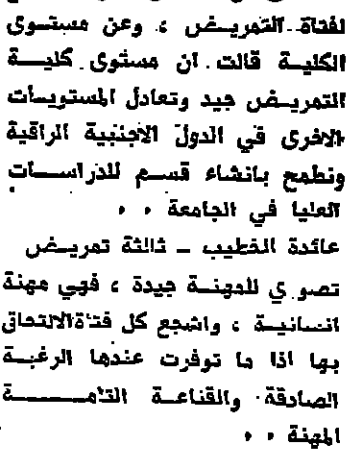 لفتاة التمريض ، وعن مستوى
الكلية قالت ان مستوى كلية
التمريض جيد وتعادل المستويات
الاخرى في الدول الاجنبية الراقية
ونطمح بانشاء قسم للدراسات
العليا في الجامعة ، ،
عائدة الخطيب ـ ثالثة تمريض
تصوري للمهنة جيدة ، فهي مهنة
انسانية ، واشجع كل فتاة الالتحاق
بها اذا ما توفرت عندها الرغبة
الصادقة والقناعة التامة
المهنة ، ،